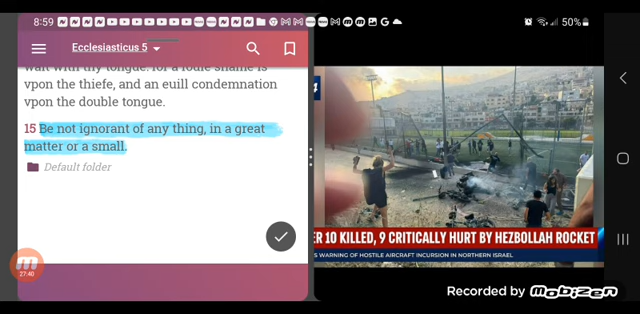 8:59
50%
Ecclesiasticus 5
wait with thy tongue: for a foule shame is
vpon the thiefe, and an euill condemnation
vpon the double tongue.
15 Be not ignorant of any thing, in a great
matter or a small.
Default folder
27:40
4
ER 10 KILLED, 9 CRITICALLY HURT BY HEZBOLLAH ROCKET
S WARNING OF HOSTILE AIRCRAFT INCURSION IN NORTHERN ISRAEL
Recorded by Mobizen